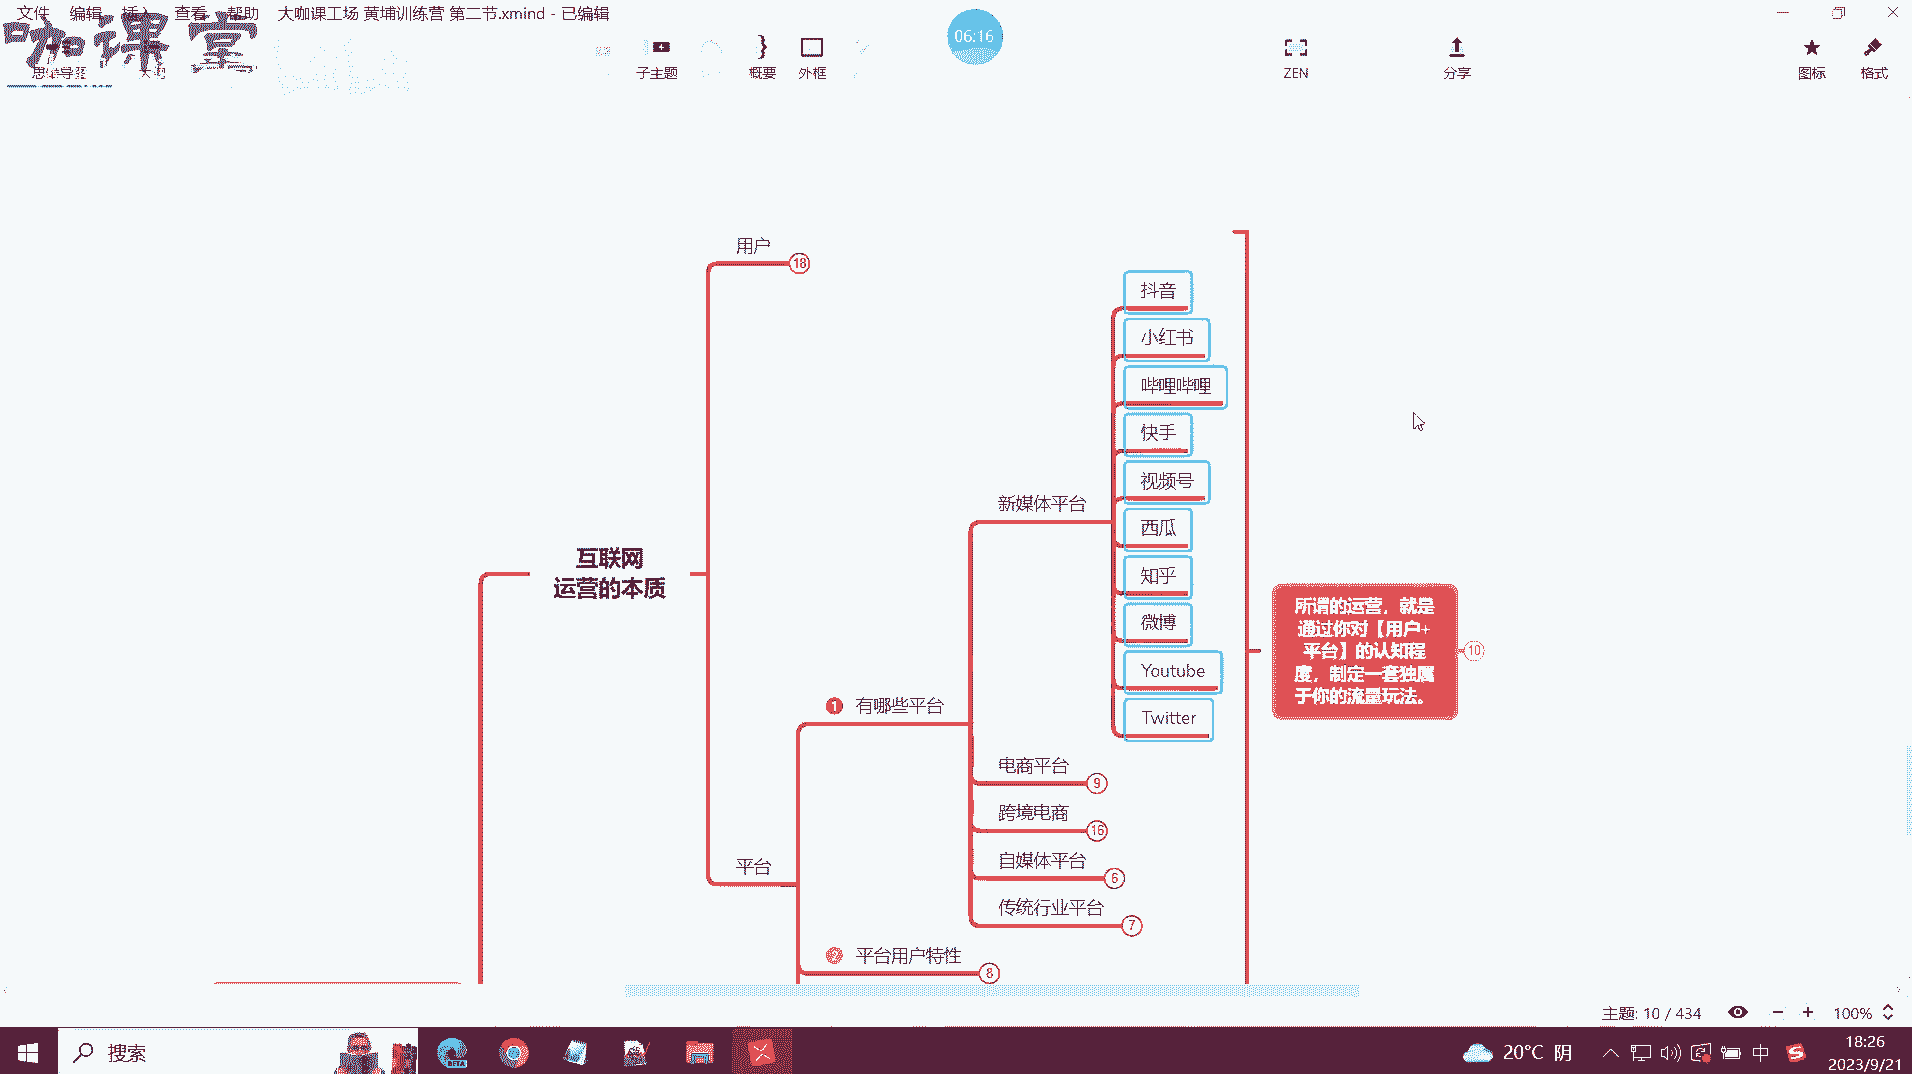 文件 编辑 插入 查看 帮助 大咖课工场 黄埔训练营 第二节.xmind - 已编辑
咖课堂
思维导图 大纲
子主题 概要 外框
06:16
ZEN 分享 图标 格式
用户 18
抖音
小红书
哔哩哔哩
快手
视频号
西瓜
知乎
微博
Youtube
Twitter
新媒体平台
互联网
运营的本质
所谓的运营，就是
通过你对【用户+
平台】的认知程
度，制定一套独属
于你的流量玩法。
10
1 有哪些平台
电商平台 9
跨境电商 16
自媒体平台 6
传统行业平台 7
平台
2 平台用户特性 8
主题: 10 / 434 100%
搜索
BETA
20°C 阴
中
18:26
2023/9/21